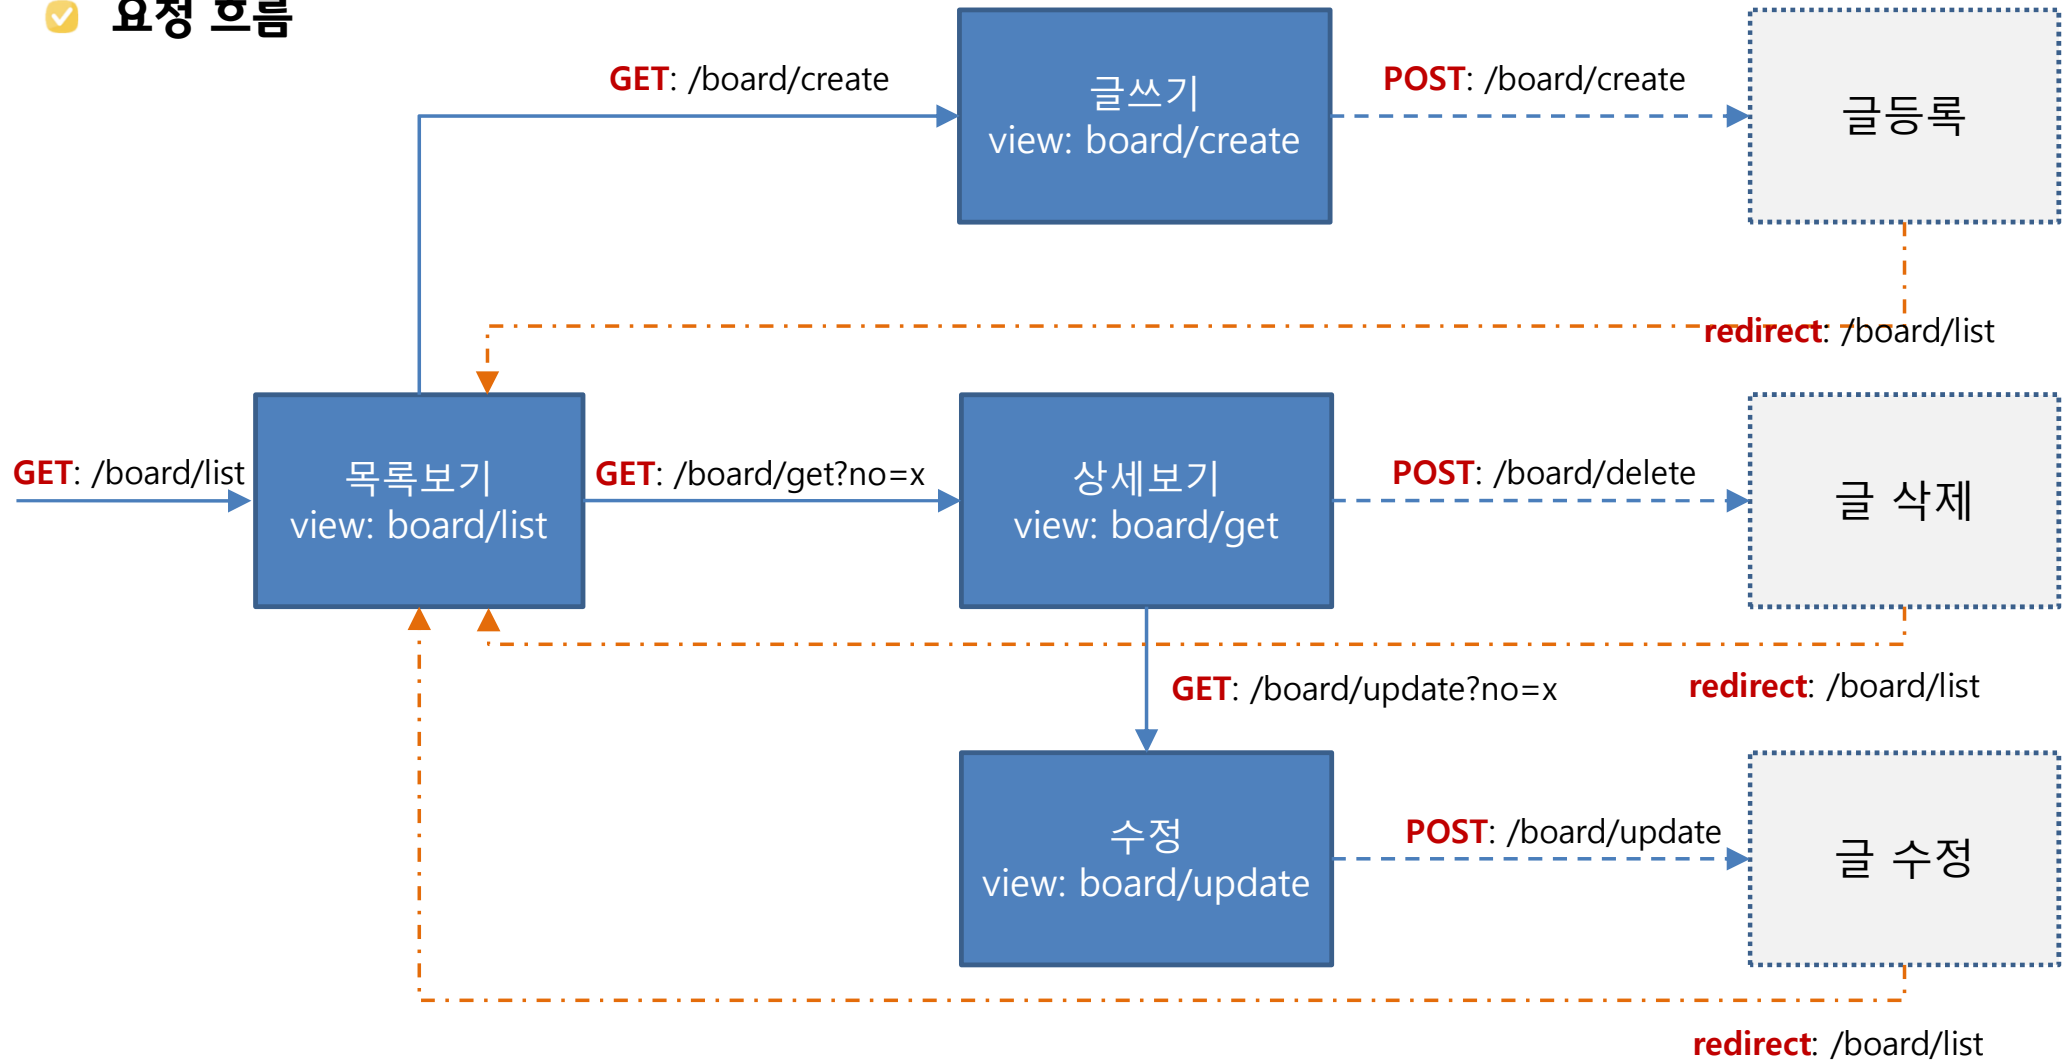 요청 흐름
GET: /board/create
글쓰기
view: board/create
POST: /board/create
글등록
redirect: /board/list
GET: /board/list
목록보기
view: board/list
GET: /board/get?no=x
상세보기
view: board/get
POST: /board/delete
글 삭제
redirect: /board/list
GET: /board/update?no=x
수정
view: board/update
POST: /board/update
글 수정
redirect: /board/list